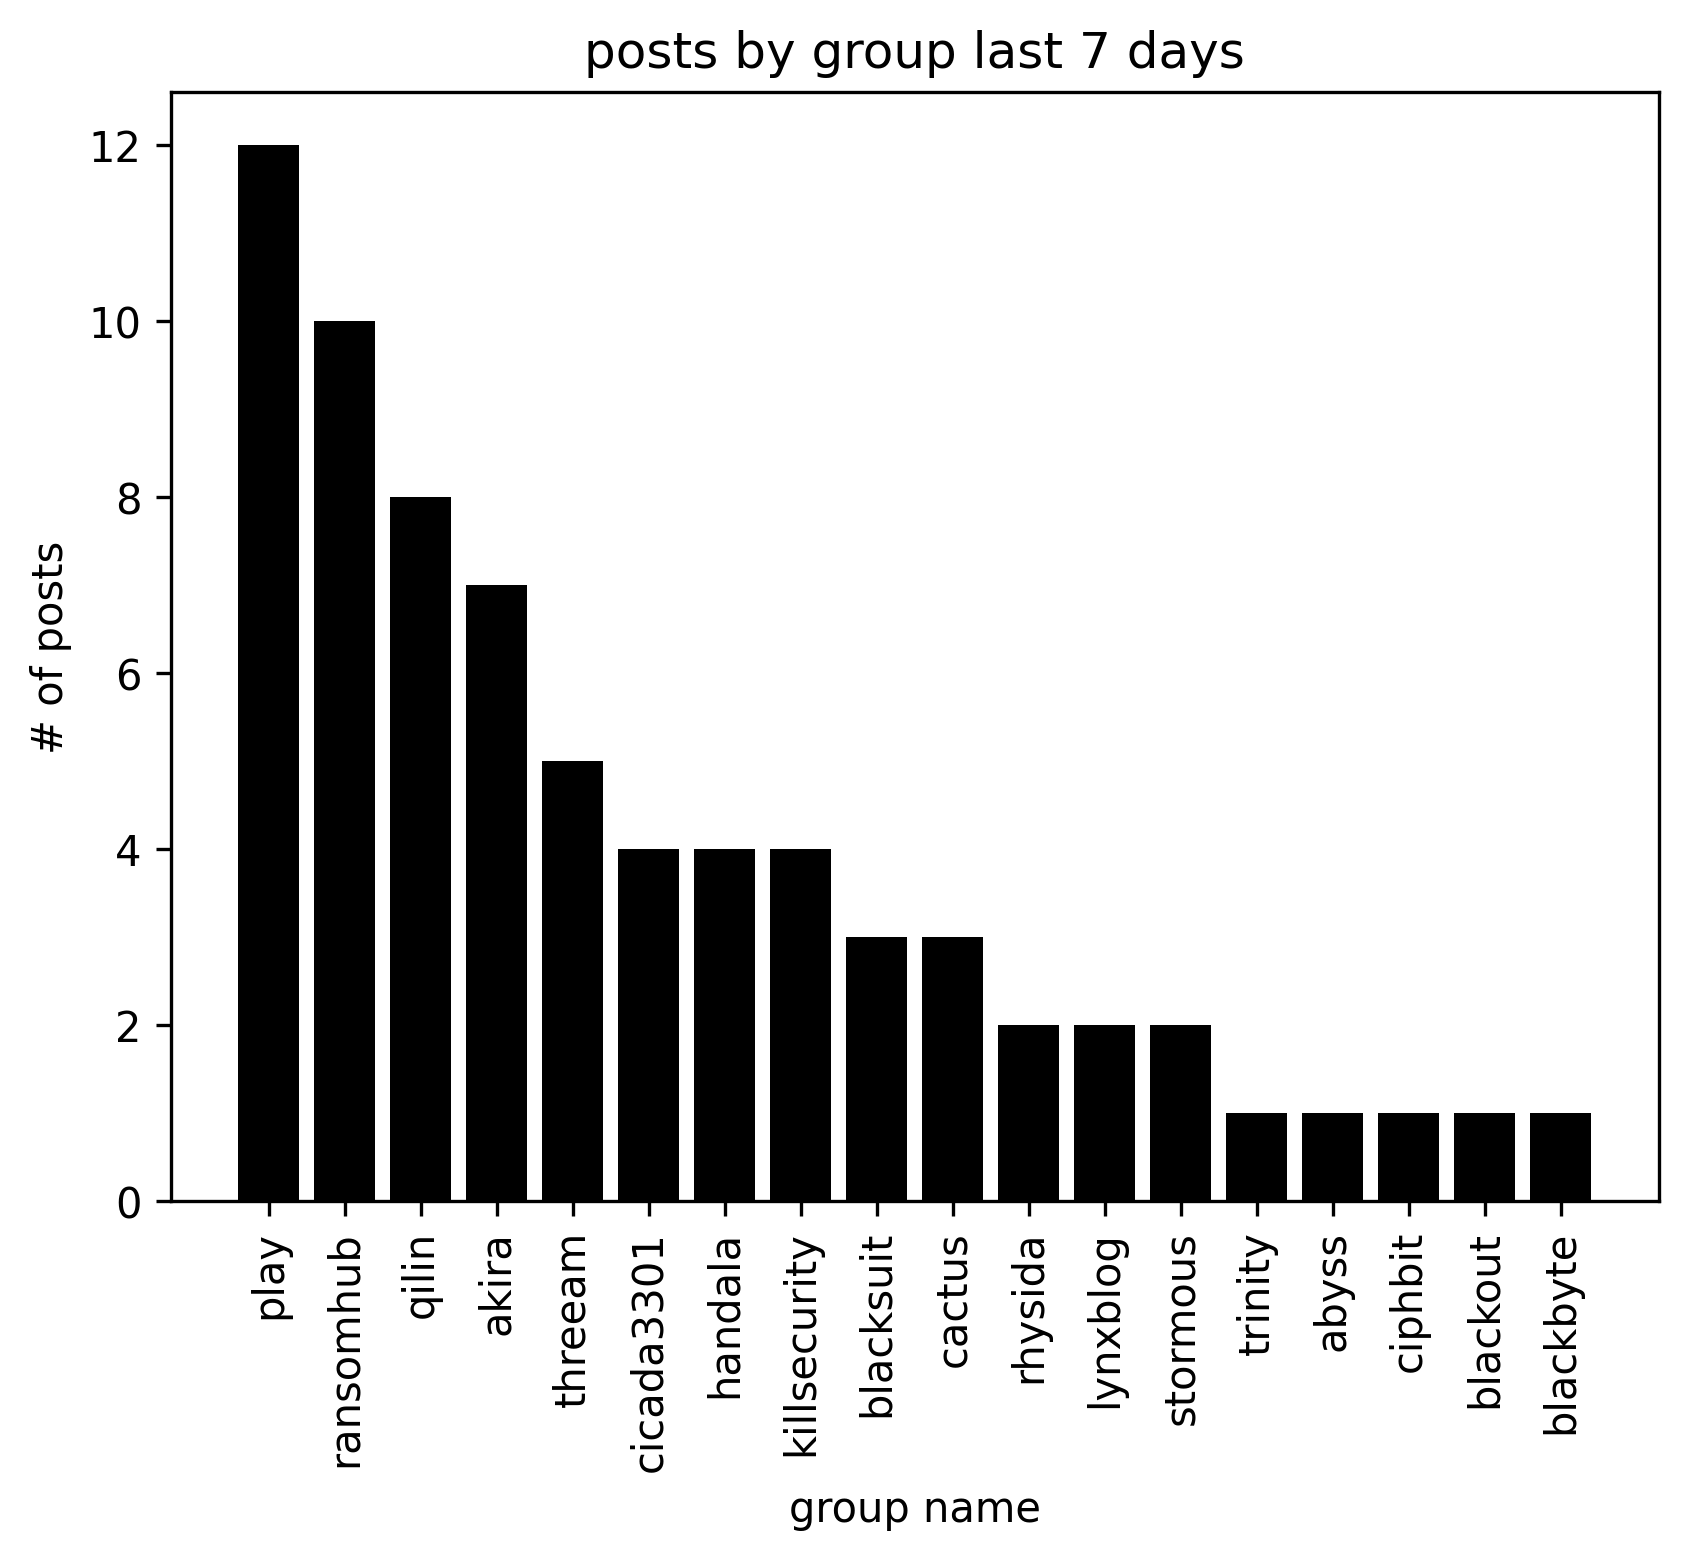 posts by group last 7 days
12
10
8
6
4
2
0
# of posts
play
ransomhub
qilin
akira
threeam
cicada3301
handala
killsecurity
blacksuit
cactus
rhysida
lynxblog
stormous
trinity
abyss
ciphbit
blackout
blackbyte
group name